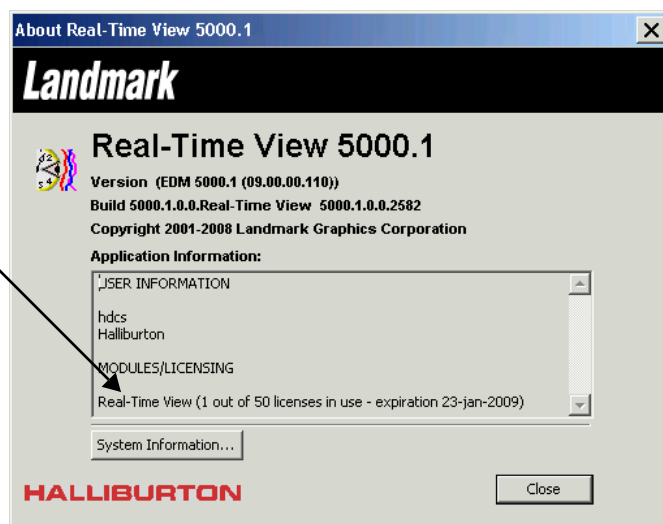 About Real-Time View 5000.1
Landmark
Real-Time View 5000.1
Version (EDM 5000.1 (09.00.00.110))
Build 5000.1.0.0.Real-Time View 5000.1.0.0.2582
Copyright 2001-2008 Landmark Graphics Corporation
Application Information:
USER INFORMATION
hdcs
Halliburton
MODULES/LICENSING
Real-Time View (1 out of 50 licenses in use - expiration 23-jan-2009)
System Information...
HALLIBURTON
Close